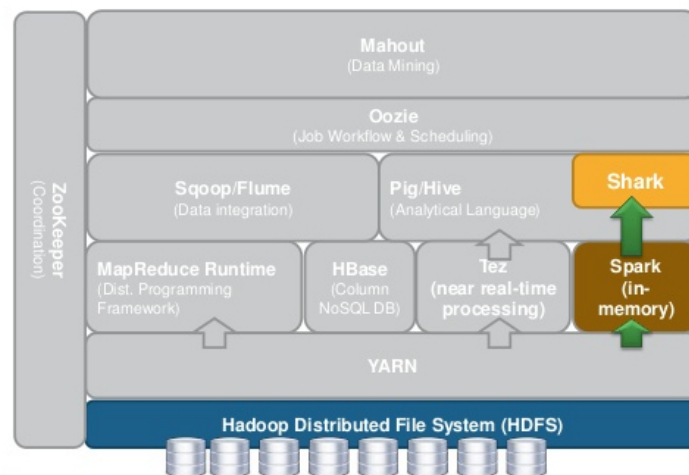 Mahout
(Data Mining)
Oozie
(Job Workflow & Scheduling)
ZooKeeper
(Coordination)
Sqoop/Flume
(Data integration)
Pig/Hive
(Analytical Language)
Shark
MapReduce Runtime
(Dist. Programming
Framework)
HBase
(Column
NoSQL DB)
Tez
(near real-time
processing)
Spark
(in-
memory)
YARN
Hadoop Distributed File System (HDFS)